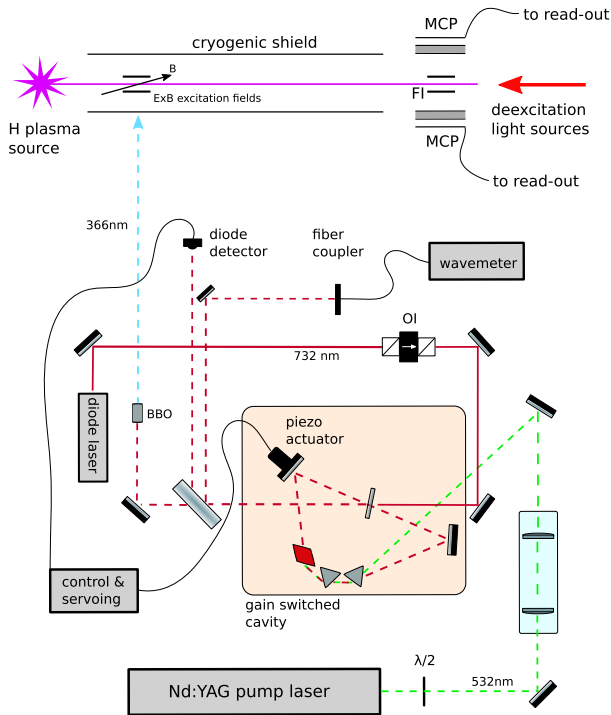 MCP
to read-out
cryogenic shield
B
ExB excitation fields
FI
H plasma
source
deexcitation
light sources
MCP
to read-out
366nm
diode
detector
fiber
coupler
wavemeter
OI
732 nm
diode laser
BBO
piezo
actuator
control &
servoing
gain switched
cavity
λ/2
532nm
Nd:YAG pump laser